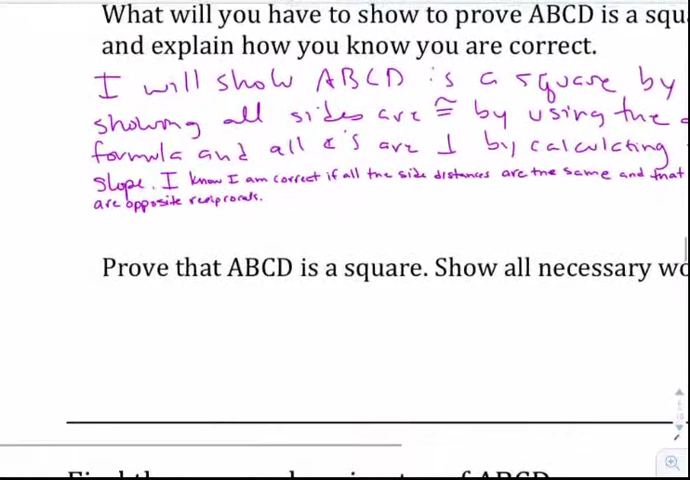 What will you have to show to prove ABCD is a squ
and explain how you know you are correct.
I will show ABCD is a square by
showing all sides are ≅ by using the
formula and all ∠'s are ⊥ by calculating
slope. I know I am correct if all the side distances are the same and that
are opposite reciprocals.
Prove that ABCD is a square. Show all necessary wo